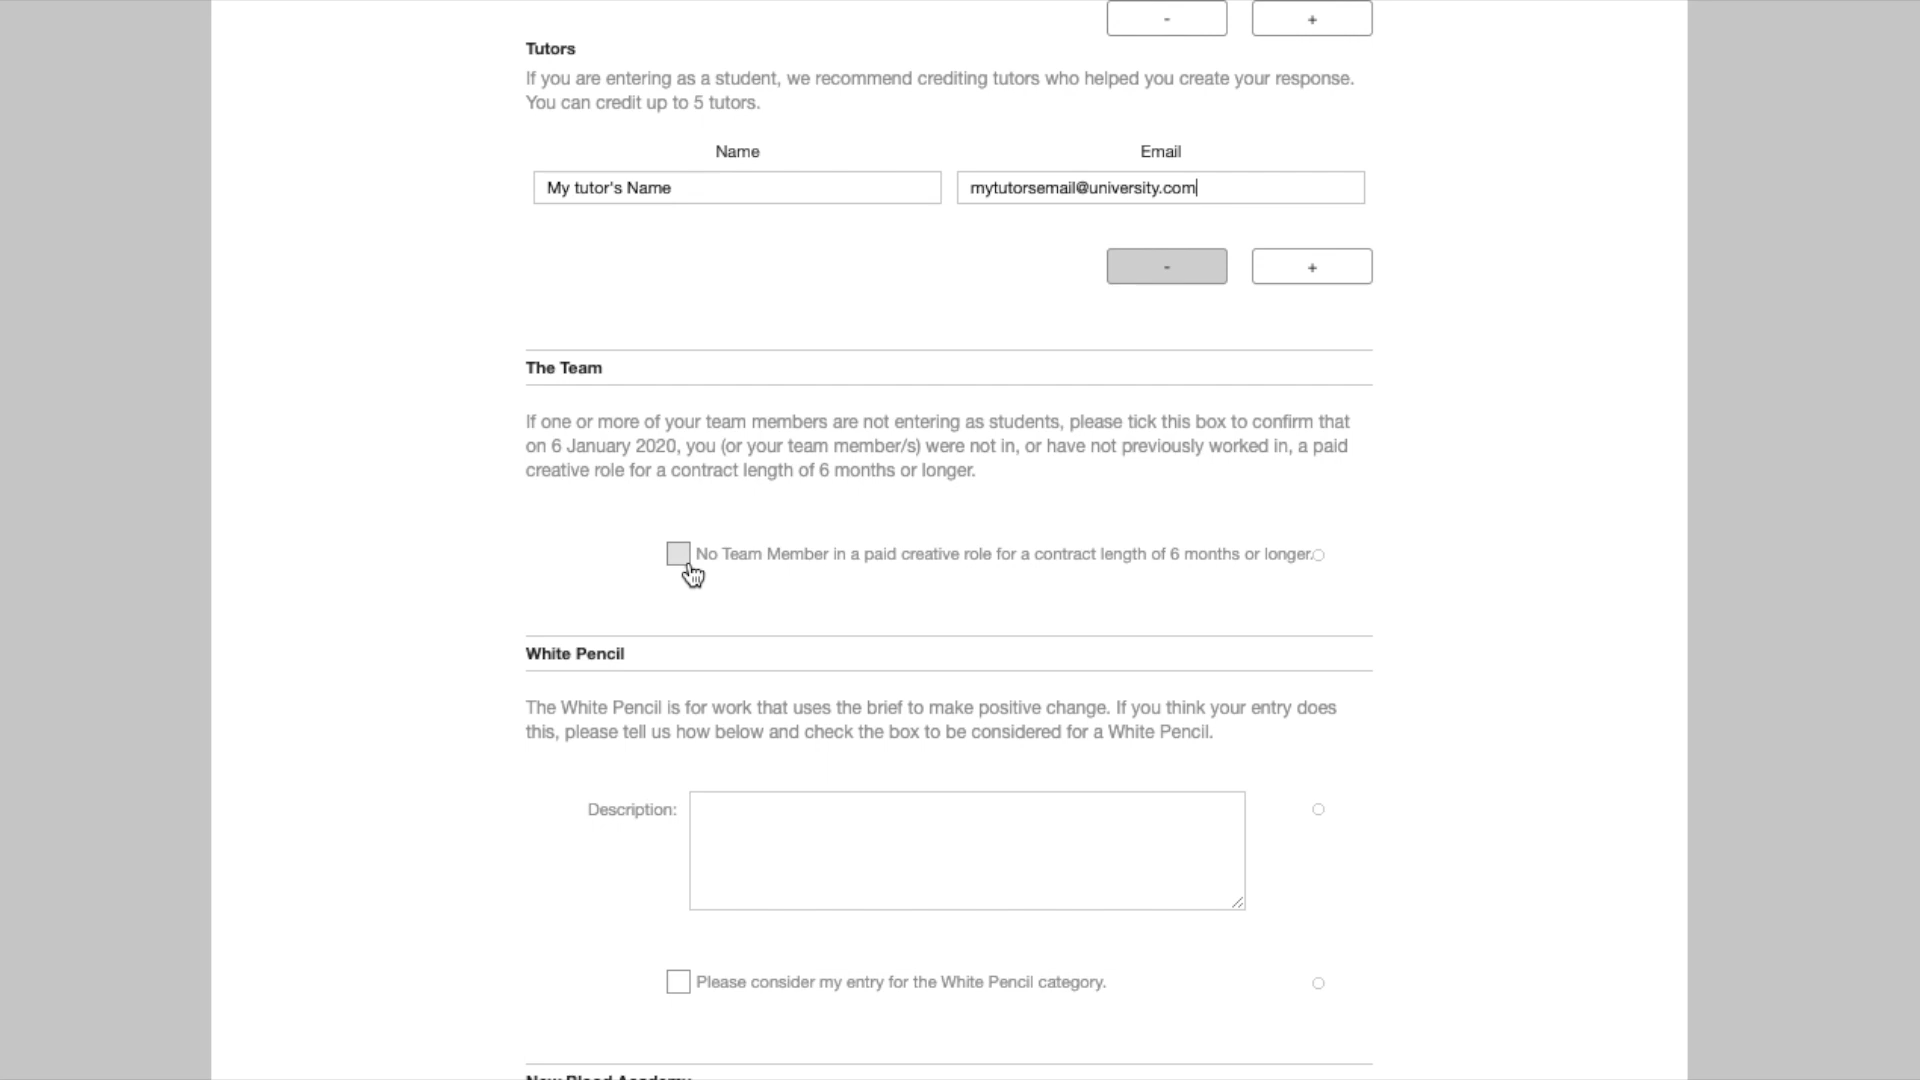 - +
Tutors
If you are entering as a student, we recommend crediting tutors who helped you create your response.
You can credit up to 5 tutors.
Name Email
My tutor's Name mytutorsemail@university.com
- +
The Team
If one or more of your team members are not entering as students, please tick this box to confirm that
on 6 January 2020, you (or your team member/s) were not in, or have not previously worked in, a paid
creative role for a contract length of 6 months or longer.
No Team Member in a paid creative role for a contract length of 6 months or longer.
White Pencil
The White Pencil is for work that uses the brief to make positive change. If you think your entry does
this, please tell us how below and check the box to be considered for a White Pencil.
Description:
Please consider my entry for the White Pencil category.
New Blood Academy